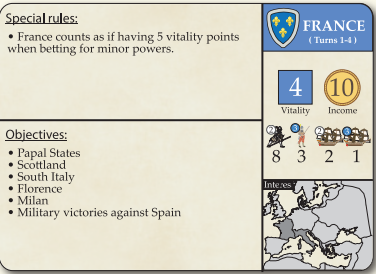 Special rules:
• France counts as if having 5 vitality points
when betting for minor powers.
FRANCE
( Turns 1-4 )
4
10
Vitality
Income
2
3
2
3
8
3
2
1
Objectives:
• Papal States
• Scottland
• South Italy
• Florence
• Milan
• Military victories against Spain